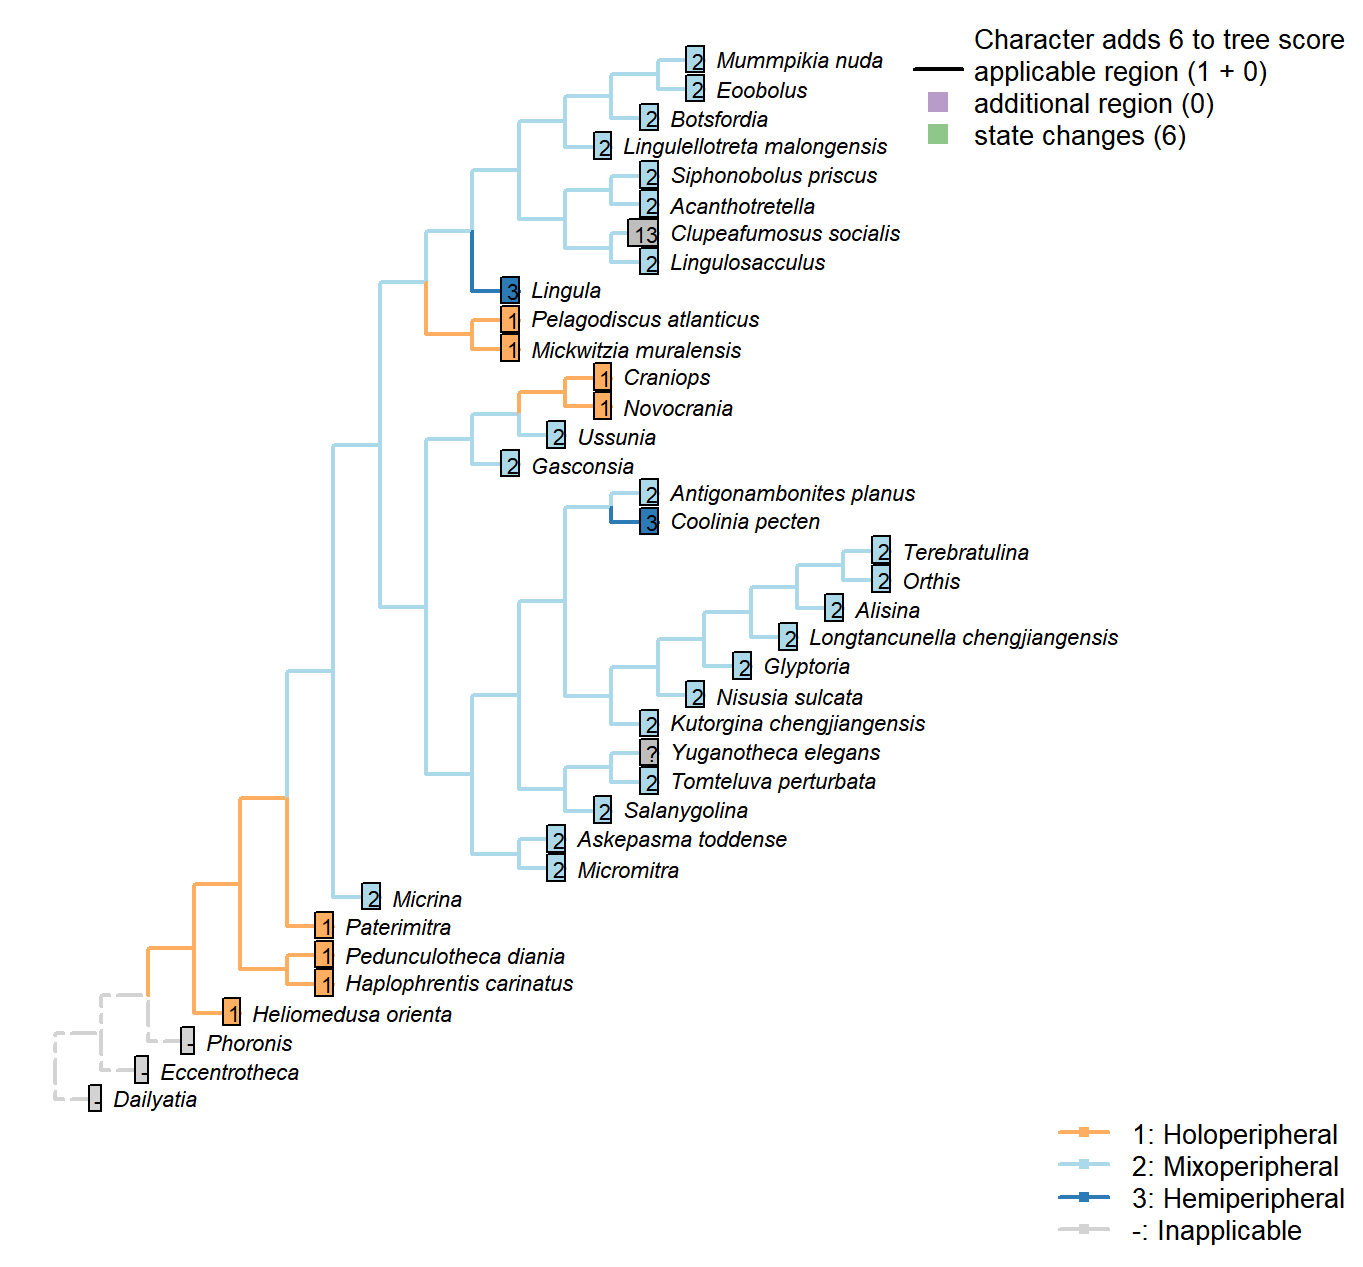 Character adds 6 to tree score
applicable region (1 + 0)
additional region (0)
state changes (6)
2 Mummpikia nuda
2 Eoobolus
2 Botsfordia
2 Lingulellotreta malongensis
2 Siphonobolus priscus
2 Acanthotretella
13 Clupeafumosus socialis
2 Lingulosacculus
3 Lingula
1 Pelagodiscus atlanticus
1 Mickwitzia muralensis
1 Craniops
1 Novocrania
2 Ussunia
2 Gasconsia
2 Antigonambonites planus
3 Coolinia pecten
2 Terebratulina
2 Orthis
2 Alisina
2 Longtancunella chengjiangensis
2 Glyptoria
2 Nisusia sulcata
2 Kutorgina chengjiangensis
? Yuganotheca elegans
2 Tomteluva perturbata
2 Salanygolina
2 Askepasma toddense
2 Micromitra
2 Micrina
1 Paterimitra
1 Pedunculotheca diania
1 Haplophrentis carinatus
1 Heliomedusa orienta
- Phoronis
- Eccentrotheca
- Dailyatia
1: Holoperipheral
2: Mixoperipheral
3: Hemiperipheral
-: Inapplicable